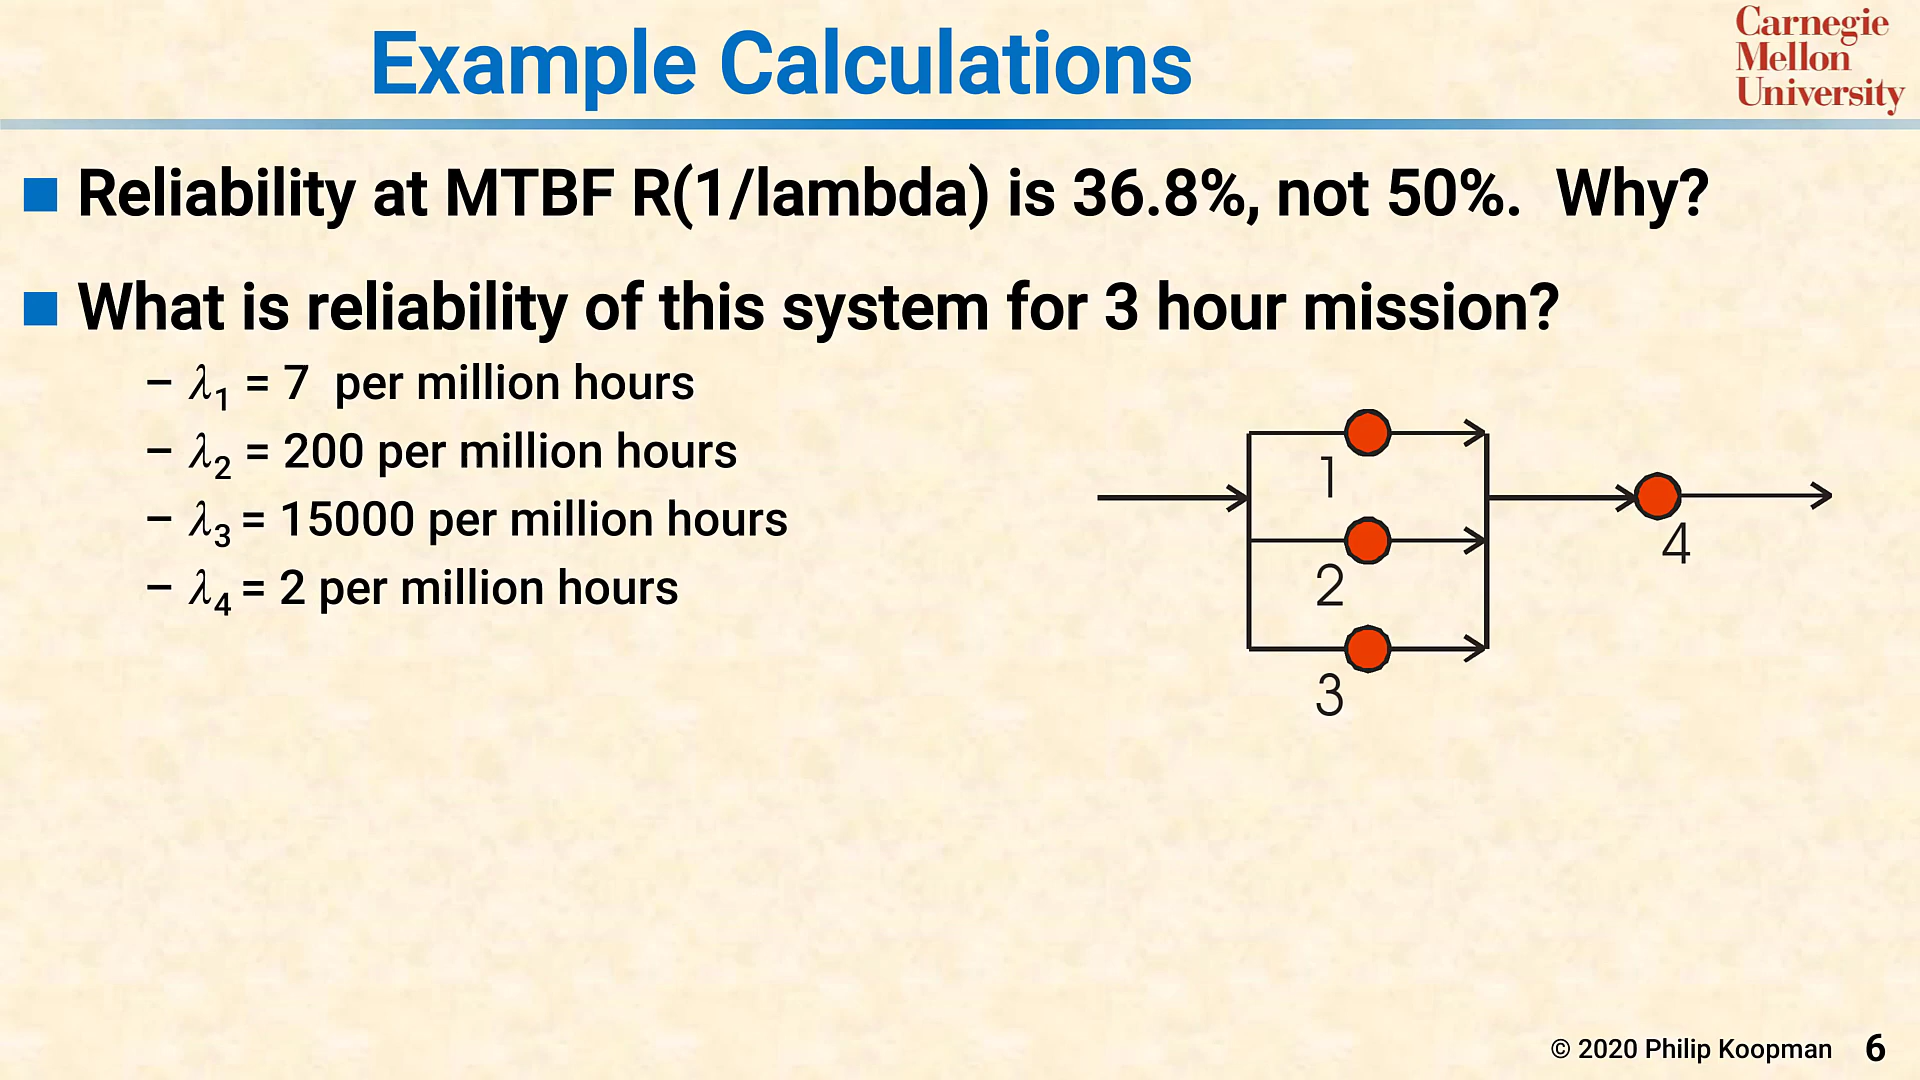 Example Calculations
Carnegie
Mellon
University
Reliability at MTBF R(1/lambda) is 36.8%, not 50%.  Why?
What is reliability of this system for 3 hour mission?
– λ1 = 7  per million hours
– λ2 = 200 per million hours
– λ3 = 15000 per million hours
– λ4 = 2 per million hours
1
2
3
4
© 2020 Philip Koopman 6